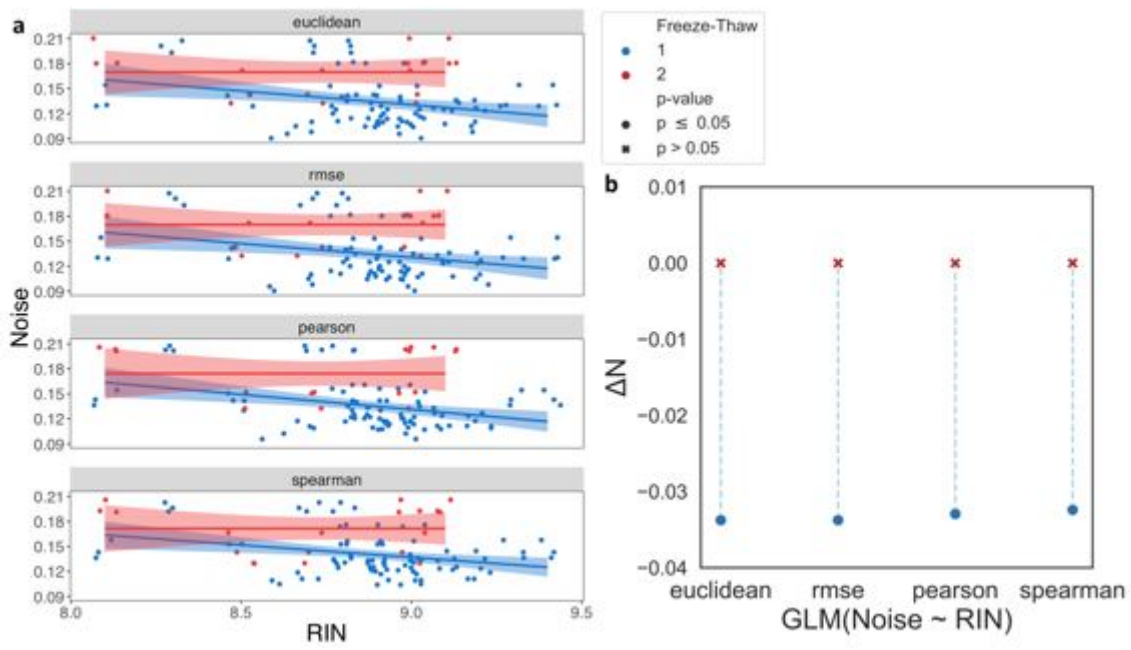 a
euclidean
0.21
0.18
0.15
0.12
0.09
rmse
0.21
0.18
0.15
0.12
0.09
pearson
0.21
0.18
0.15
0.12
0.09
spearman
0.21
0.18
0.15
0.12
0.09
8.0 8.5 9.0 9.5
Noise
RIN
Freeze-Thaw
1
2
p-value
p ≤ 0.05
p > 0.05
b
0.01
0.00
−0.01
−0.02
−0.03
−0.04
ΔN
euclidean rmse pearson spearman
GLM(Noise ~ RIN)